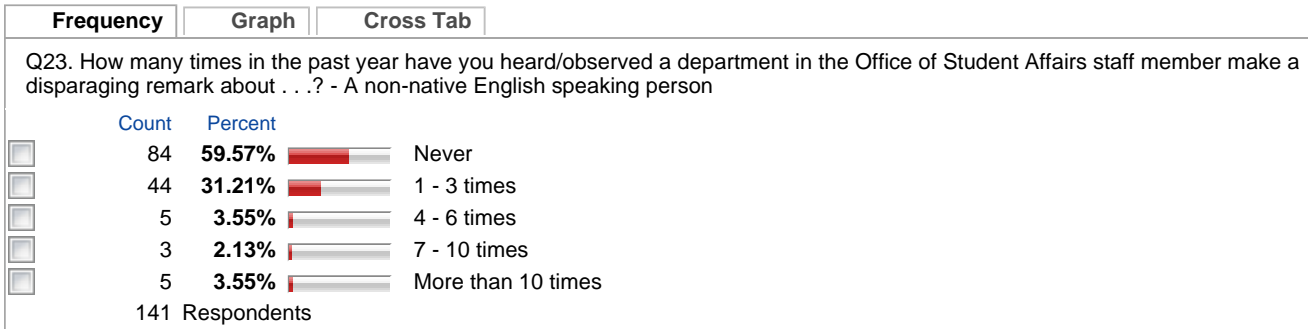 Frequency Graph Cross Tab
Q23. How many times in the past year have you heard/observed a department in the Office of Student Affairs staff member make a
disparaging remark about . . .? - A non-native English speaking person
Count Percent
84 59.57% Never
44 31.21% 1 - 3 times
5 3.55% 4 - 6 times
3 2.13% 7 - 10 times
5 3.55% More than 10 times
141 Respondents